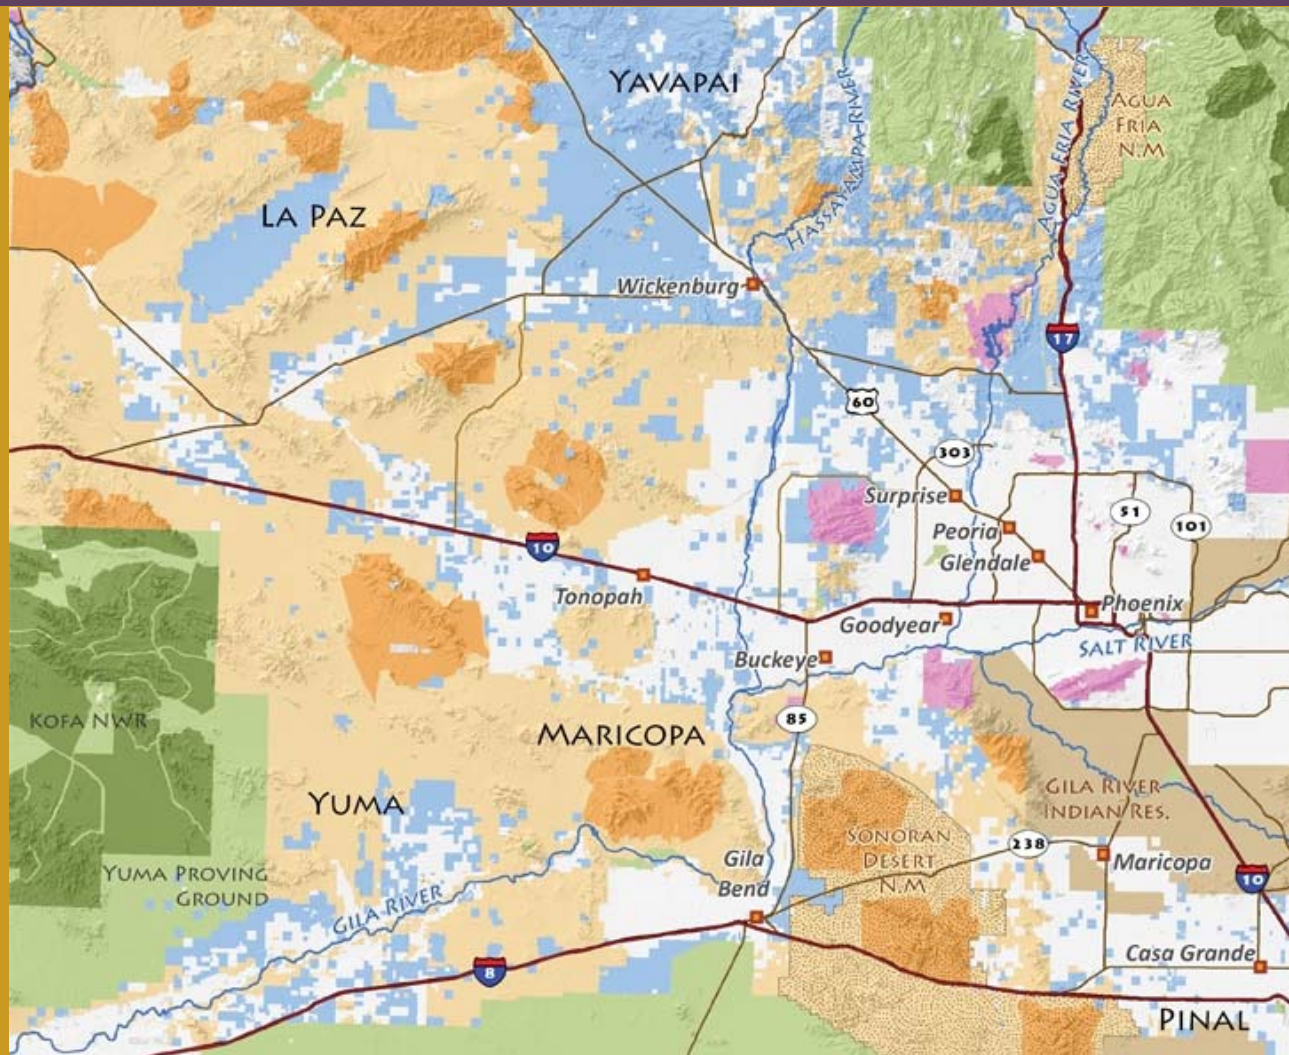 YAVAPAI
HASSAYAMPA RIVER
AGUA FRIA RIVER
AGUA
FRIA
N.M
LA PAZ
Wickenburg
17
60
303
Surprise
51
101
Peoria
Glendale
10
Tonopah
Phoenix
Goodyear
SALT RIVER
Buckeye
KOFA NWR
85
MARICOPA
GILA RIVER
INDIAN RES.
YUMA
SONORAN
DESERT
N.M
238
Maricopa
Gila
Bend
YUMA PROVING
GROUND
GILA RIVER
10
Casa Grande
8
PINAL